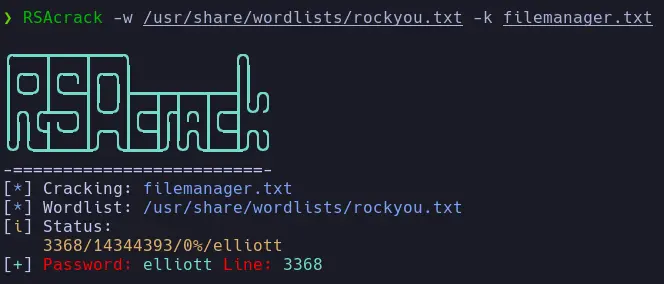 ❯ RSAcrack -w /usr/share/wordlists/rockyou.txt -k filemanager.txt
RSAcrack
-=========================-
[*] Cracking: filemanager.txt
[*] Wordlist: /usr/share/wordlists/rockyou.txt
[i] Status:
3368/14344393/0%/elliott
[+] Password: elliott Line: 3368